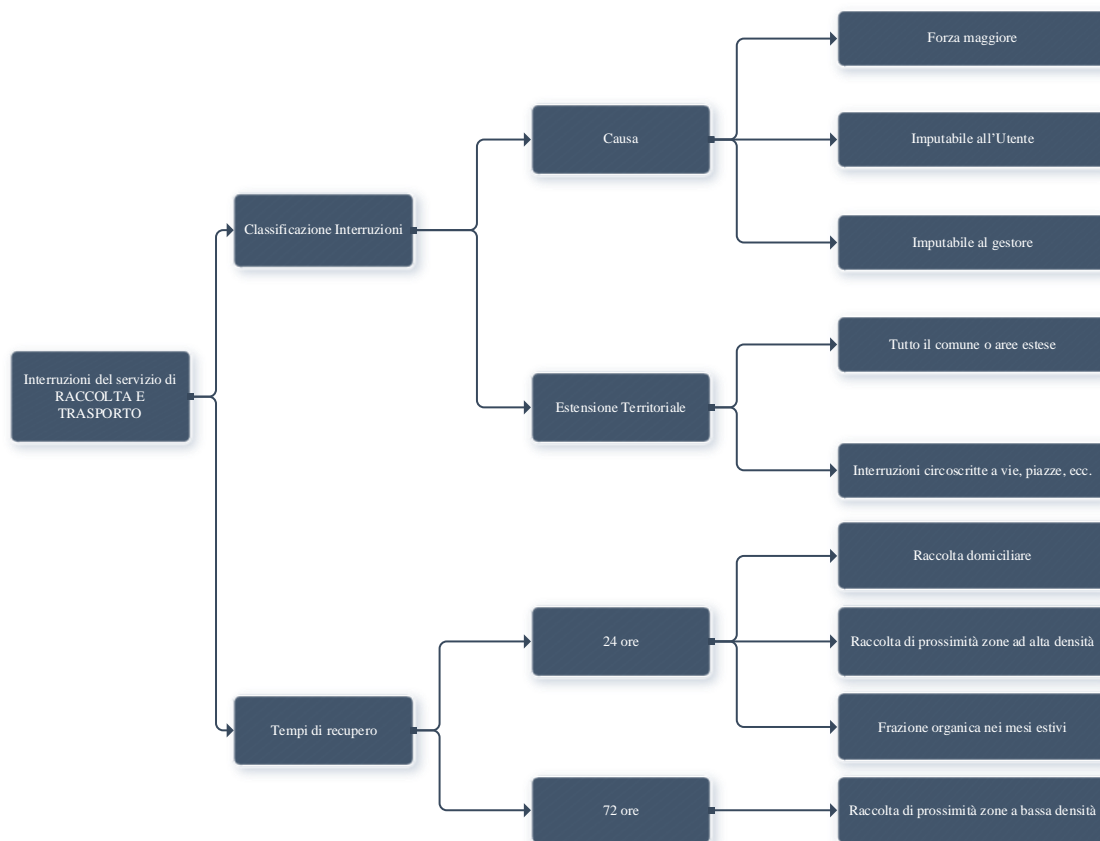 Forza maggiore
Causa
Imputabile all’Utente
Classificazione Interruzioni
Imputabile al gestore
Tutto il comune o aree estese
Interruzioni del servizio di
RACCOLTA E
TRASPORTO
Estensione Territoriale
Interruzioni circoscritte a vie, piazze, ecc.
Raccolta domiciliare
24 ore
Raccolta di prossimità zone ad alta densità
Tempi di recupero
Frazione organica nei mesi estivi
72 ore
Raccolta di prossimità zone a bassa densità